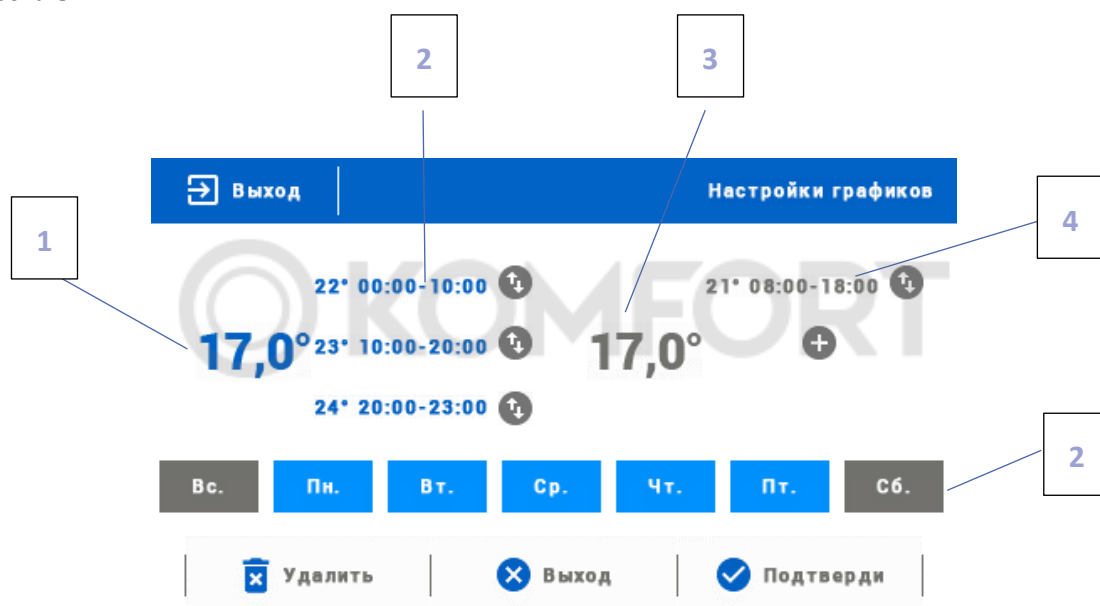 2 3
Выход Настройки графиков
1 4
22° 00:00-10:00 21° 08:00-18:00
KOMFORT
17,0° 23° 10:00-20:00 17,0°
24° 20:00-23:00
2
Вс. Пн. Вт. Ср. Чт. Пт. Сб.
Удалить Выход Подтверди